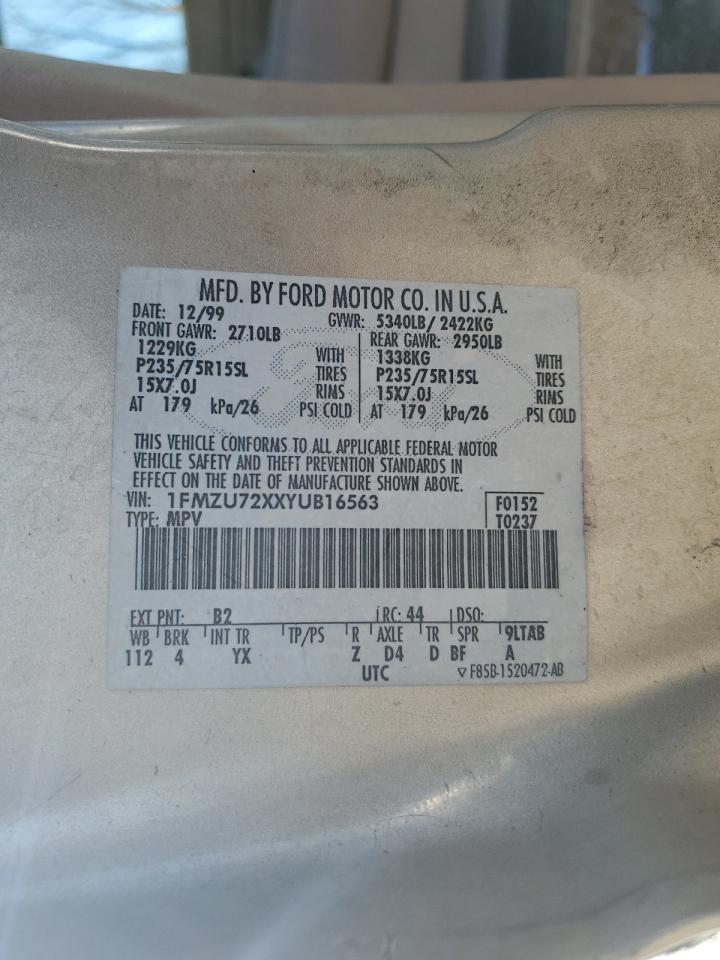 MFD. BY FORD MOTOR CO. IN U.S.A.
DATE: 12/99 GVWR: 5340LB/ 2422KG
FRONT GAWR: 2710LB REAR GAWR: 2950LB
1229KG WITH 1338KG WITH
P235/75R15SL TIRES P235/75R15SL TIRES
15X7.0J RIMS 15X7.0J RIMS
AT 179 kPa/26 PSI COLD AT 179 kPa/26 PSI COLD
THIS VEHICLE CONFORMS TO ALL APPLICABLE FEDERAL MOTOR
VEHICLE SAFETY AND THEFT PREVENTION STANDARDS IN
EFFECT ON THE DATE OF MANUFACTURE SHOWN ABOVE.
VIN: 1FMZU72XXYUB16563 F0152
TYPE: MPV T0237
EXT PNT: B2 RC: 44 DSO:
WB BRK INT TR TP/PS R AXLE TR SPR 9LTAB
112 4 YX Z D4 D BF A
UTC ▽ F85B-1520472-AB